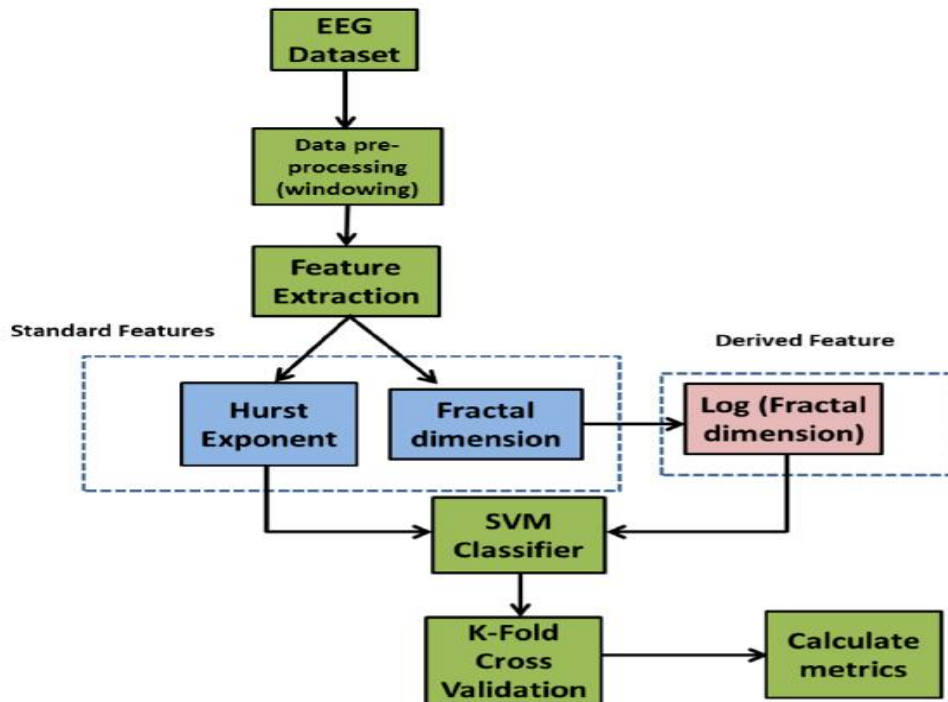 EEG
Dataset
Data pre-
processing
(windowing)
Feature
Extraction
Standard Features
Derived Feature
Hurst
Exponent
Fractal
dimension
Log (Fractal
dimension)
SVM
Classifier
K-Fold
Cross
Validation
Calculate
metrics